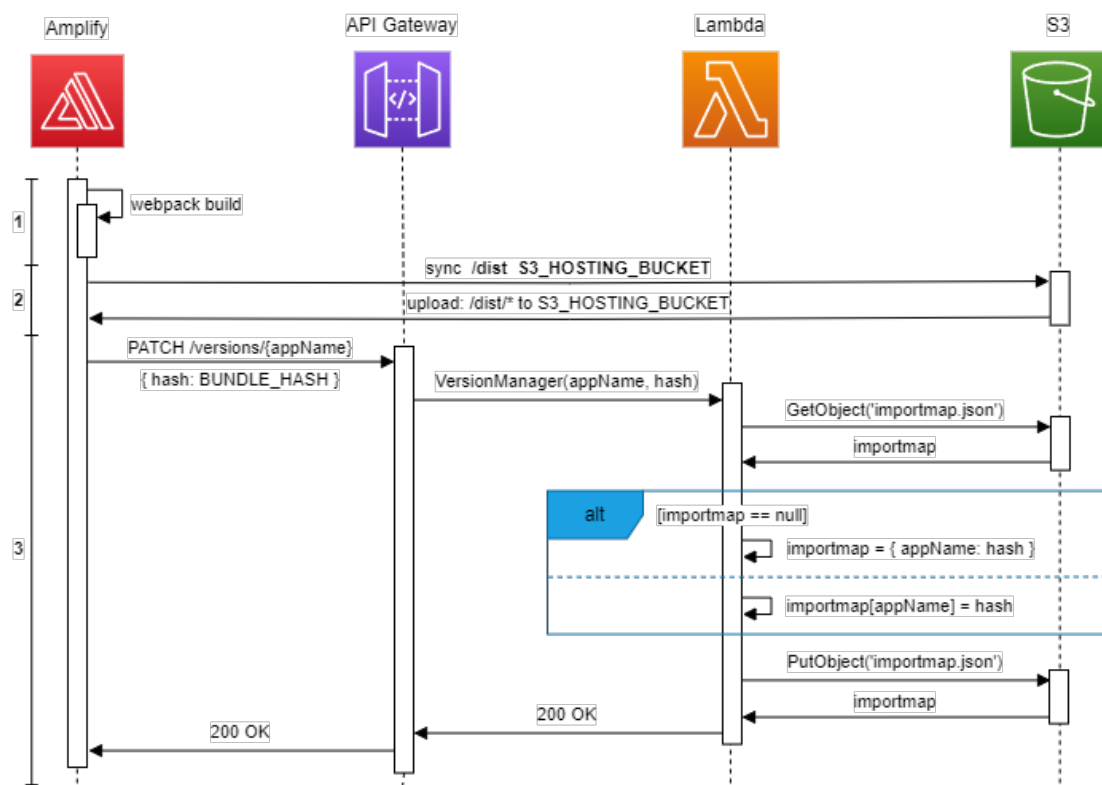 Amplify
API Gateway
Lambda
S3
</>
1
webpack build
sync /dist S3_HOSTING_BUCKET
2
upload: /dist/* to S3_HOSTING_BUCKET
PATCH /versions/{appName}
{ hash: BUNDLE_HASH }
VersionManager(appName, hash)
GetObject('importmap.json')
importmap
alt
[importmap == null]
3
importmap = { appName: hash }
importmap[appName] = hash
PutObject('importmap.json')
importmap
200 OK
200 OK